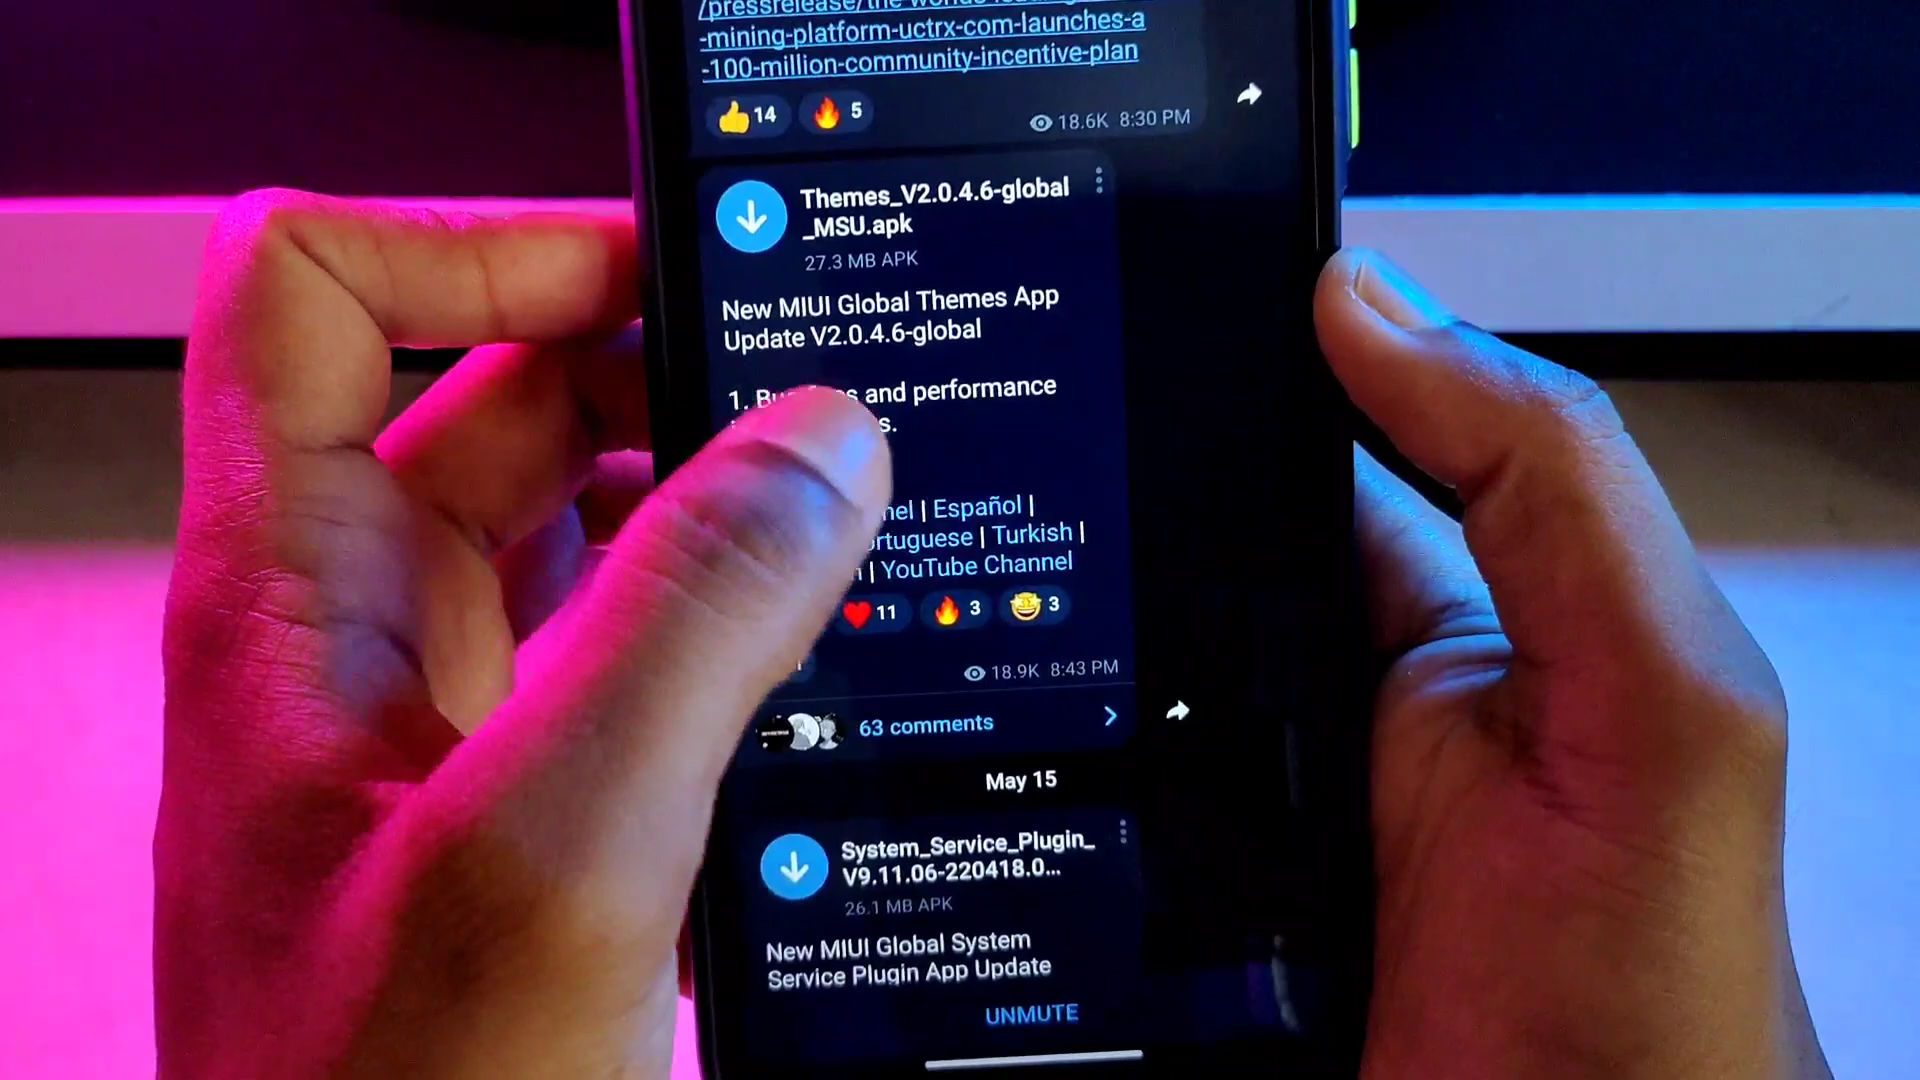 -mining-platform-uctrx-com-launches-a
-100-million-community-incentive-plan
14 5
18.6K 8:30 PM
Themes_V2.0.4.6-global
_MSU.apk
27.3 MB APK
New MIUI Global Themes App
Update V2.0.4.6-global
1. and performance
Español |
| Turkish |
| YouTube Channel
11 3 3
18.9K 8:43 PM
63 comments
May 15
System_Service_Plugin_
V9.11.06-220418.0...
26.1 MB APK
New MIUI Global System
Service Plugin App Update
UNMUTE